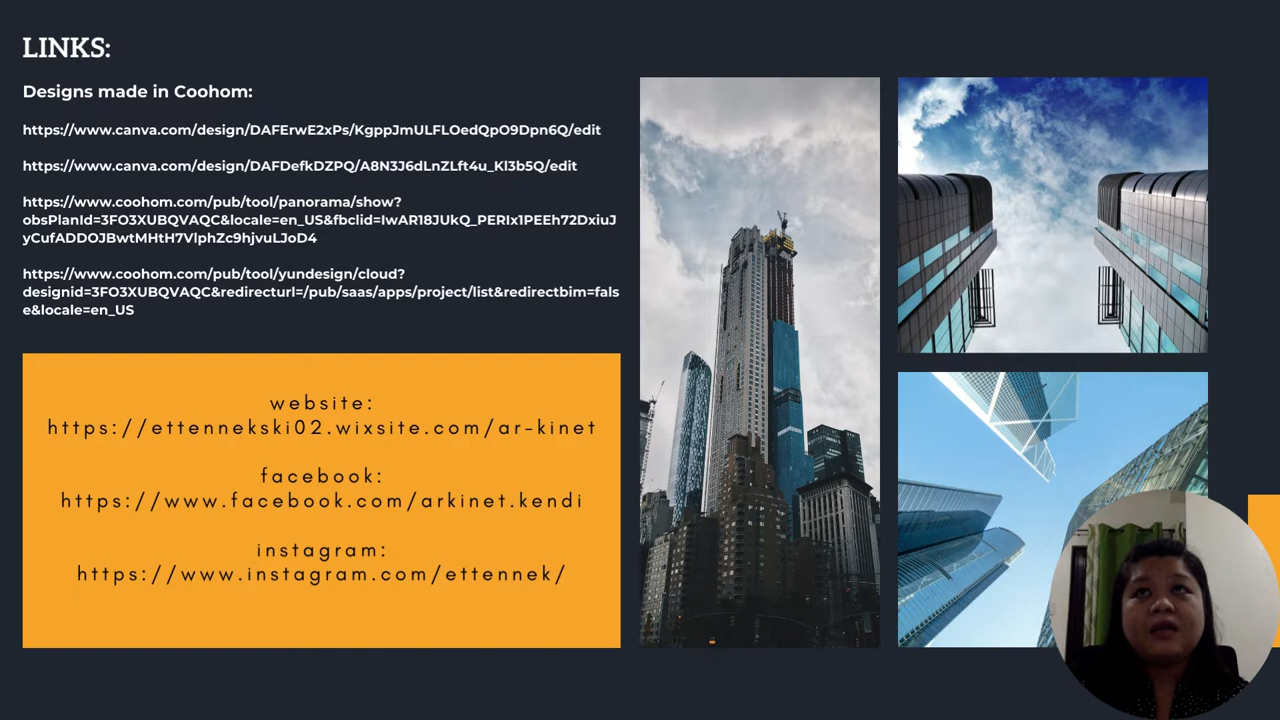 LINKS:
Designs made in Coohom:
https://www.canva.com/design/DAFErwE2xPs/KgppJmULFLOedQpO9Dpn6Q/edit
https://www.canva.com/design/DAFDefkDZPQ/A8N3J6dLnZLft4u_Kl3b5Q/edit
https://www.coohom.com/pub/tool/panorama/show?
obsPlanId=3FO3XUBQVAQC&locale=en_US&fbclid=IwAR18JUkQ_PERIx1PEEh72DxiuJ
yCufADDOJBwtMHtH7VlphZc9hjvuLJoD4
https://www.coohom.com/pub/tool/yundesign/cloud?
designid=3FO3XUBQVAQC&redirecturl=/pub/saas/apps/project/list&redirectbim=fals
e&locale=en_US
website:
https://ettennekski02.wixsite.com/ar-kinet
facebook:
https://www.facebook.com/arkinet.kendi
instagram:
https://www.instagram.com/ettennek/